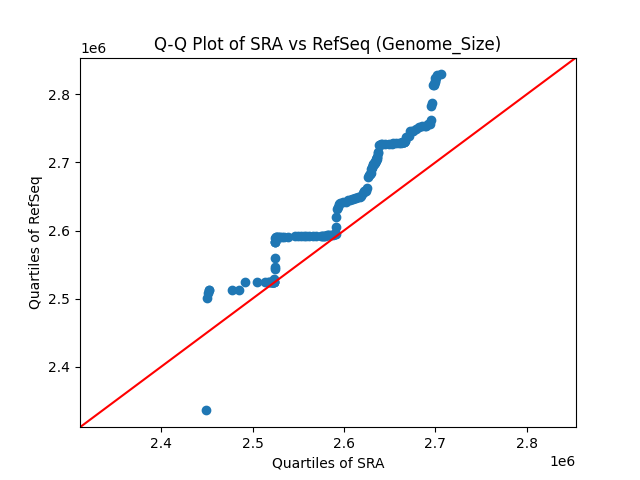 Q-Q Plot of SRA vs RefSeq (Genome_Size)
1e6
2.8
2.7
2.6
2.5
2.4
Quartiles of RefSeq
2.4 2.5 2.6 2.7 2.8
Quartiles of SRA
1e6